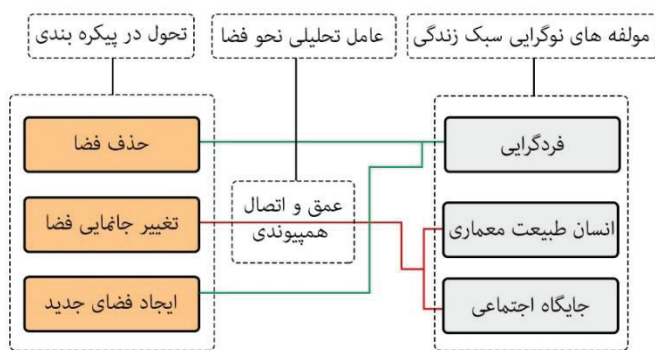 مولفه های نوگرایی سبک زندگی
عامل تحلیلی نحو فضا
تحول در پیکره بندی
فردگرایی
حذف فضا
عمق و اتصال
همپیوندی
انسان طبیعت معماری
تغییر جانمایی فضا
جایگاه اجتماعی
ایجاد فضای جدید